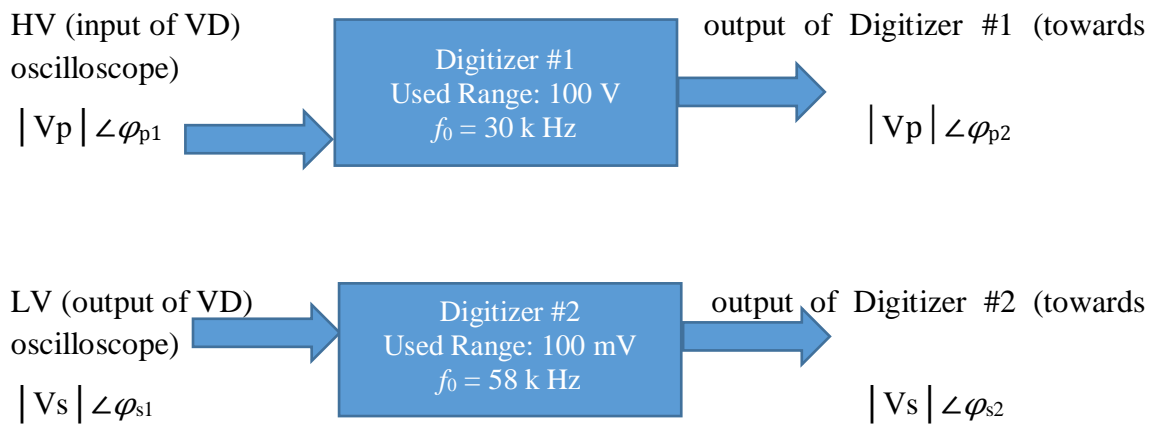 HV (input of VD)
oscilloscope)
|Vp|∠φp1
Digitizer #1
Used Range: 100 V
f0 = 30 k Hz
output of Digitizer #1 (towards
|Vp|∠φp2
LV (output of VD)
oscilloscope)
|Vs|∠φs1
Digitizer #2
Used Range: 100 mV
f0 = 58 k Hz
output of Digitizer #2 (towards
|Vs|∠φs2